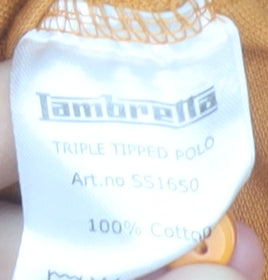 Lambretta
TRIPLE TIPPED POLO
Art.no SS1650
100% Cotton